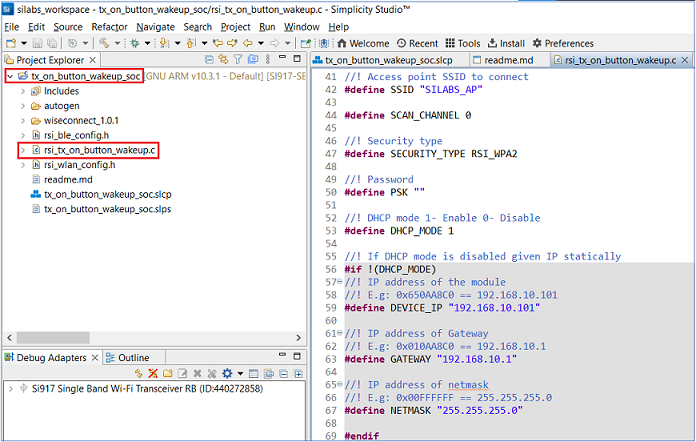 silabs_workspace - tx_on_button_wakeup_soc/rsi_tx_on_button_wakeup.c - Simplicity Studio™
File Edit Source Refactor Navigate Search Project Run Window Help
Welcome Recent Tools Install Preferences
Project Explorer
tx_on_button_wakeup_soc [GNU ARM v10.3.1 - Default] [SI917-SE
Includes
autogen
wiseconnect_1.0.1
rsi_ble_config.h
rsi_tx_on_button_wakeup.c
rsi_wlan_config.h
readme.md
tx_on_button_wakeup_soc.slcp
tx_on_button_wakeup_soc.slps
Debug Adapters Outline
Si917 Single Band Wi-Fi Transceiver RB (ID:440272858)
tx_on_button_wakeup_soc.slcp readme.md rsi_tx_on_button_wakeup.c
41 //! Access point SSID to connect
42 #define SSID "SILABS_AP"
43
44 #define SCAN_CHANNEL 0
45
46 //! Security type
47 #define SECURITY_TYPE RSI_WPA2
48
49 //! Password
50 #define PSK ""
51
52 //! DHCP mode 1- Enable 0- Disable
53 #define DHCP_MODE 1
54
55 //! If DHCP mode is disabled given IP statically
56 #if !(DHCP_MODE)
57 //! IP address of the module
58 //! E.g: 0x650AA8C0 == 192.168.10.101
59 #define DEVICE_IP "192.168.10.101"
60
61 //! IP address of Gateway
62 //! E.g: 0x010AA8C0 == 192.168.10.1
63 #define GATEWAY "192.168.10.1"
64
65 //! IP address of netmask
66 //! E.g: 0x00FFFFFF == 255.255.255.0
67 #define NETMASK "255.255.255.0"
68
69 #endif